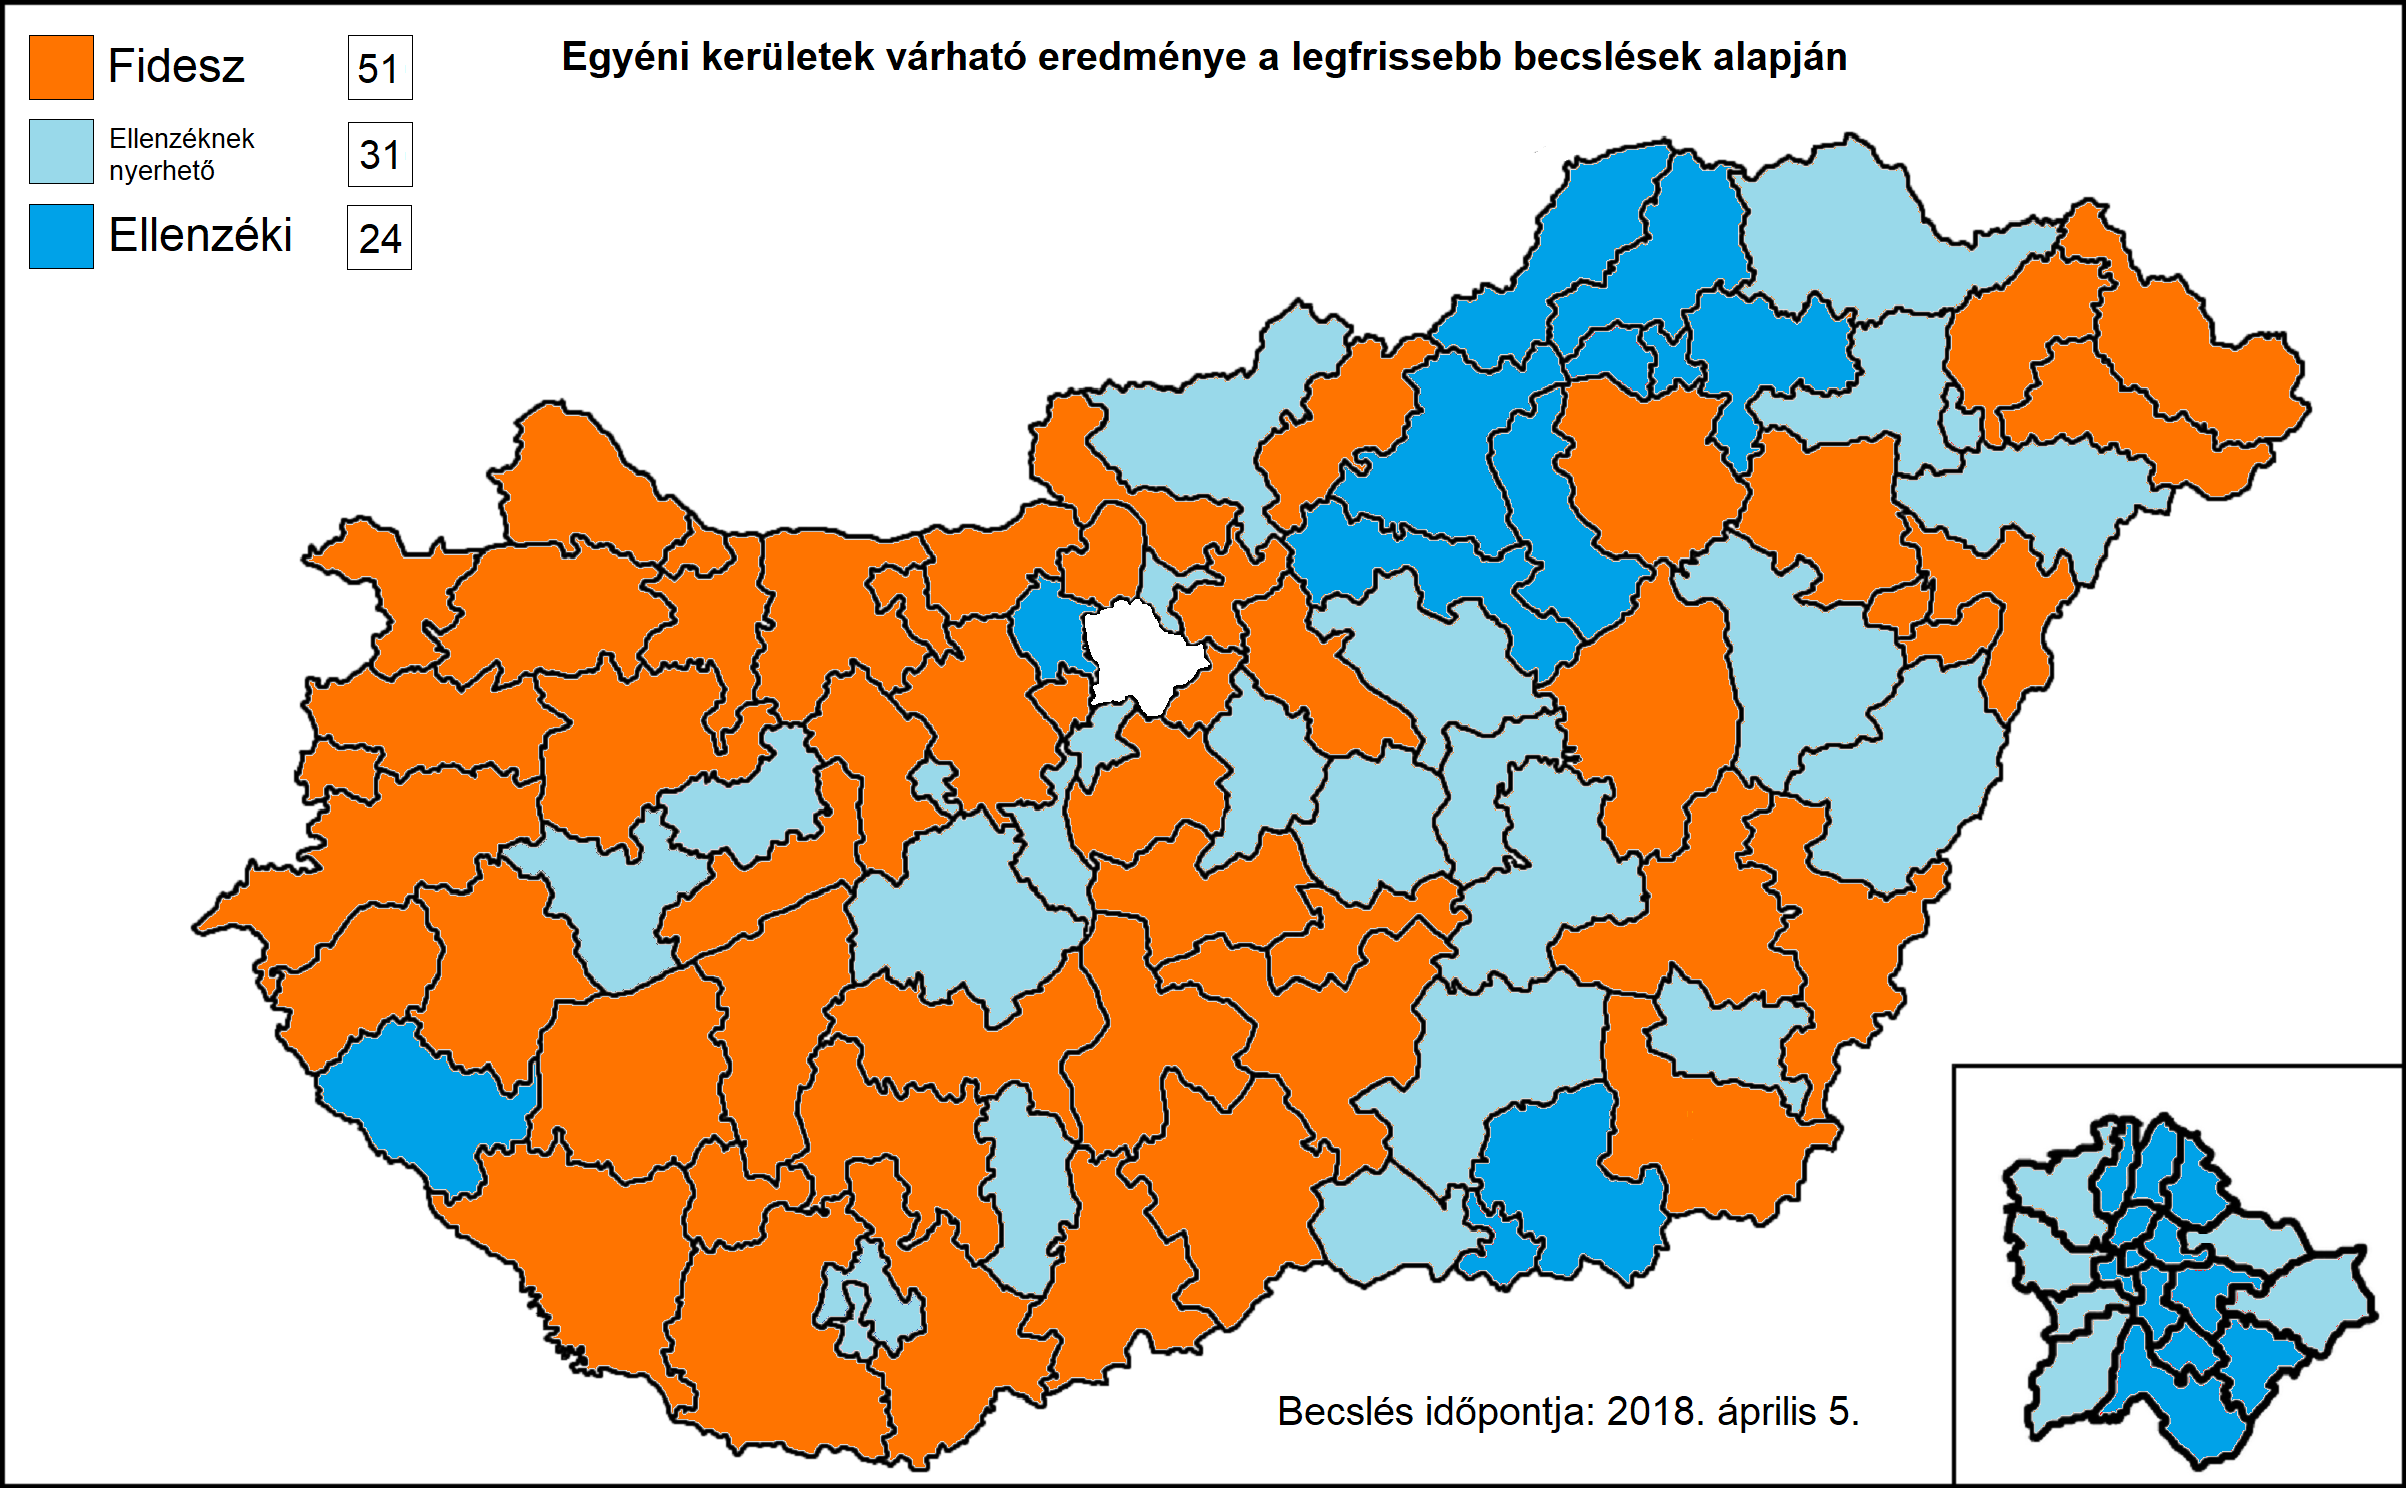 Egyéni kerületek várható eredménye a legfrissebb becslések alapján
Fidesz 51
Ellenzéknek
nyerhető 31
Ellenzéki 24
Becslés időpontja: 2018. április 5.